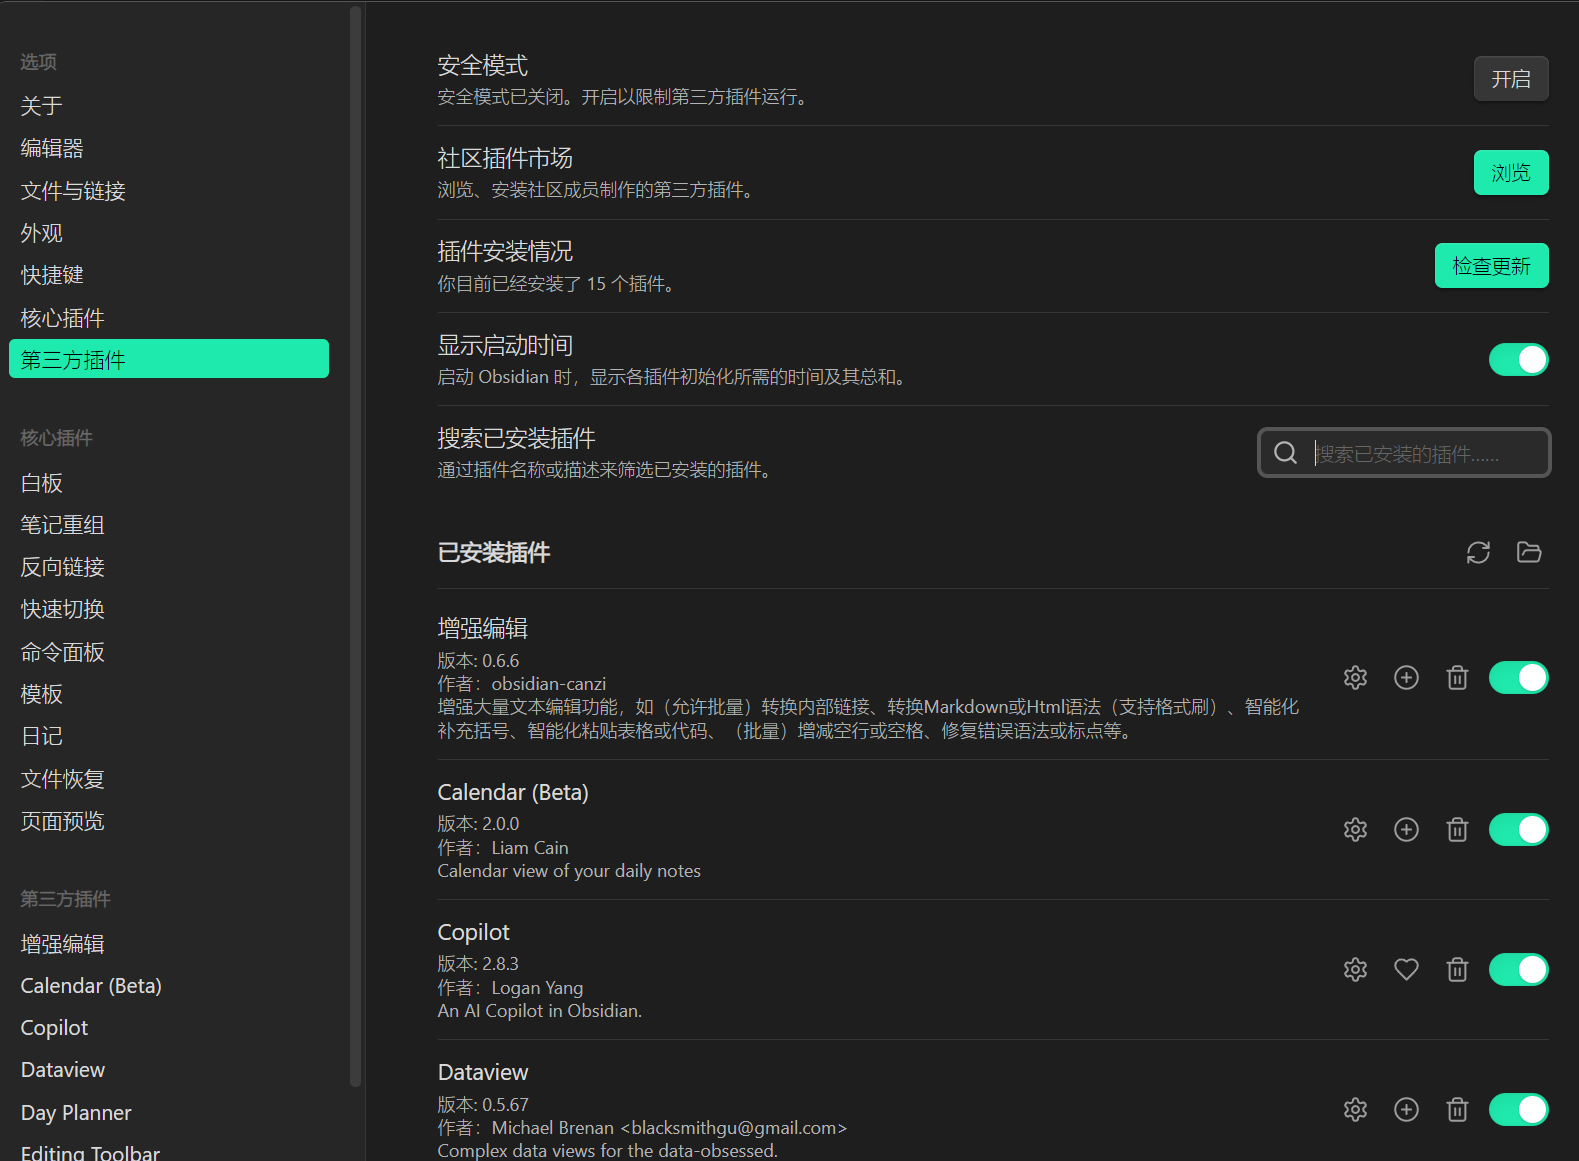 选项
关于
编辑器
文件与链接
外观
快捷键
核心插件
第三方插件
核心插件
白板
笔记重组
反向链接
快速切换
命令面板
模板
日记
文件恢复
页面预览
第三方插件
增强编辑
Calendar (Beta)
Copilot
Dataview
Day Planner
Editing Toolbar
安全模式
安全模式已关闭。开启以限制第三方插件运行。
开启
社区插件市场
浏览、安装社区成员制作的第三方插件。
浏览
插件安装情况
你目前已经安装了 15 个插件。
检查更新
显示启动时间
启动 Obsidian 时，显示各插件初始化所需的时间及其总和。
搜索已安装插件
通过插件名称或描述来筛选已安装的插件。
搜索已安装的插件......
已安装插件
增强编辑
版本: 0.6.6
作者：obsidian-canzi
增强大量文本编辑功能，如（允许批量）转换内部链接、转换Markdown或Html语法（支持格式刷）、智能化
补充括号、智能化粘贴表格或代码、（批量）增减空行或空格、修复错误语法或标点等。
Calendar (Beta)
版本: 2.0.0
作者：Liam Cain
Calendar view of your daily notes
Copilot
版本: 2.8.3
作者：Logan Yang
An AI Copilot in Obsidian.
Dataview
版本: 0.5.67
作者：Michael Brenan <blacksmithgu@gmail.com>
Complex data views for the data-obsessed.